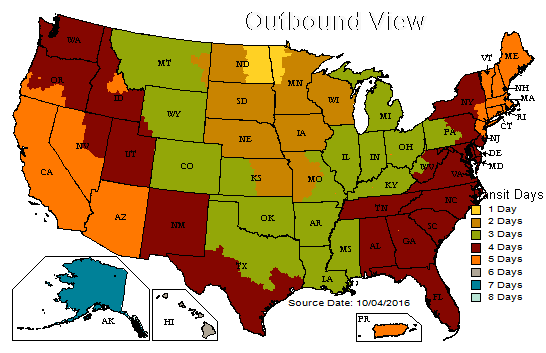 Outbound View
WA
MT
ND
MN
VT
ME
OR
ID
SD
WI
MI
NY
NH
MA
RI
CT
WY
NE
IA
PA
NJ
DE
MD
NV
UT
CO
KS
MO
IL
IN
OH
WV
VA
KY
CA
AZ
NM
OK
AR
TN
TX
LA
MS
AL
GA
SC
FL
AK
HI
PR
Transit Days
1 Day
2 Days
3 Days
4 Days
5 Days
6 Days
7 Days
8 Days
Source Date: 10/04/2016